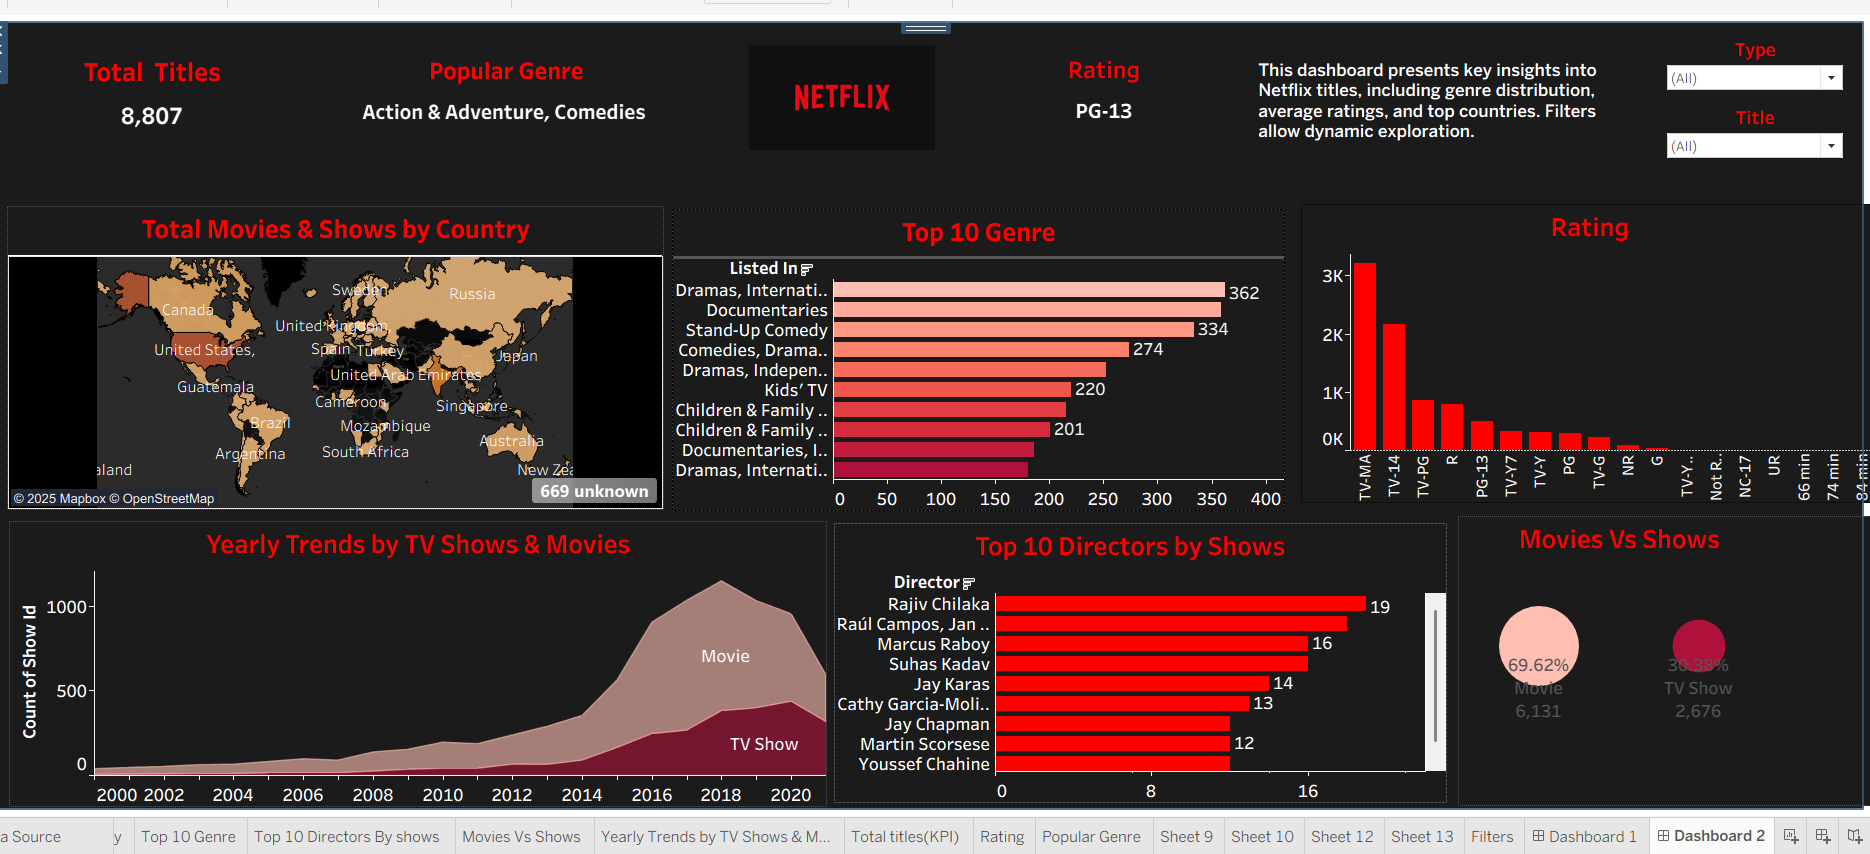 Total Titles
8,807
Popular Genre
Action & Adventure, Comedies
NETFLIX
Rating
PG-13
This dashboard presents key insights into
Netflix titles, including genre distribution,
average ratings, and top countries. Filters
allow dynamic exploration.
Type
(All)
Title
(All)
Total Movies & Shows by Country
Canada
Sweden
Russia
United Kingdom,
United States,
Spain
Turkey
Japan
Guatemala
United Arab Emirates
Cameroon
Singapore
Brazil
Mozambique
Australia
Argentina
South Africa
aland
New Zea
© 2025 Mapbox © OpenStreetMap
669 unknown
Top 10 Genre
Listed In
Dramas, Internati.. 362
Documentaries
Stand-Up Comedy 334
Comedies, Drama.. 274
Dramas, Indepen..
Kids' TV 220
Children & Family ..
Children & Family .. 201
Documentaries, I..
Dramas, Internati..
0 50 100 150 200 250 300 350 400
Rating
3K
2K
1K
0K
TV-MA
TV-14
TV-PG
R
PG-13
TV-Y7
TV-Y
PG
TV-G
NR
G
TV-Y..
Not R..
NC-17
UR
66 min
74 min
84 min
Yearly Trends by TV Shows & Movies
Count of Show Id
1000
500
0
Movie
TV Show
2000 2002 2004 2006 2008 2010 2012 2014 2016 2018 2020
Top 10 Directors by Shows
Director
Rajiv Chilaka 19
Raúl Campos, Jan ..
Marcus Raboy 16
Suhas Kadav
Jay Karas 14
Cathy Garcia-Moli.. 13
Jay Chapman
Martin Scorsese 12
Youssef Chahine
0 8 16
Movies Vs Shows
69.62%
Movie
6,131
30.38%
TV Show
2,676
a Source
y
Top 10 Genre
Top 10 Directors By shows
Movies Vs Shows
Yearly Trends by TV Shows & M...
Total titles(KPI)
Rating
Popular Genre
Sheet 9
Sheet 10
Sheet 12
Sheet 13
Filters
Dashboard 1
Dashboard 2